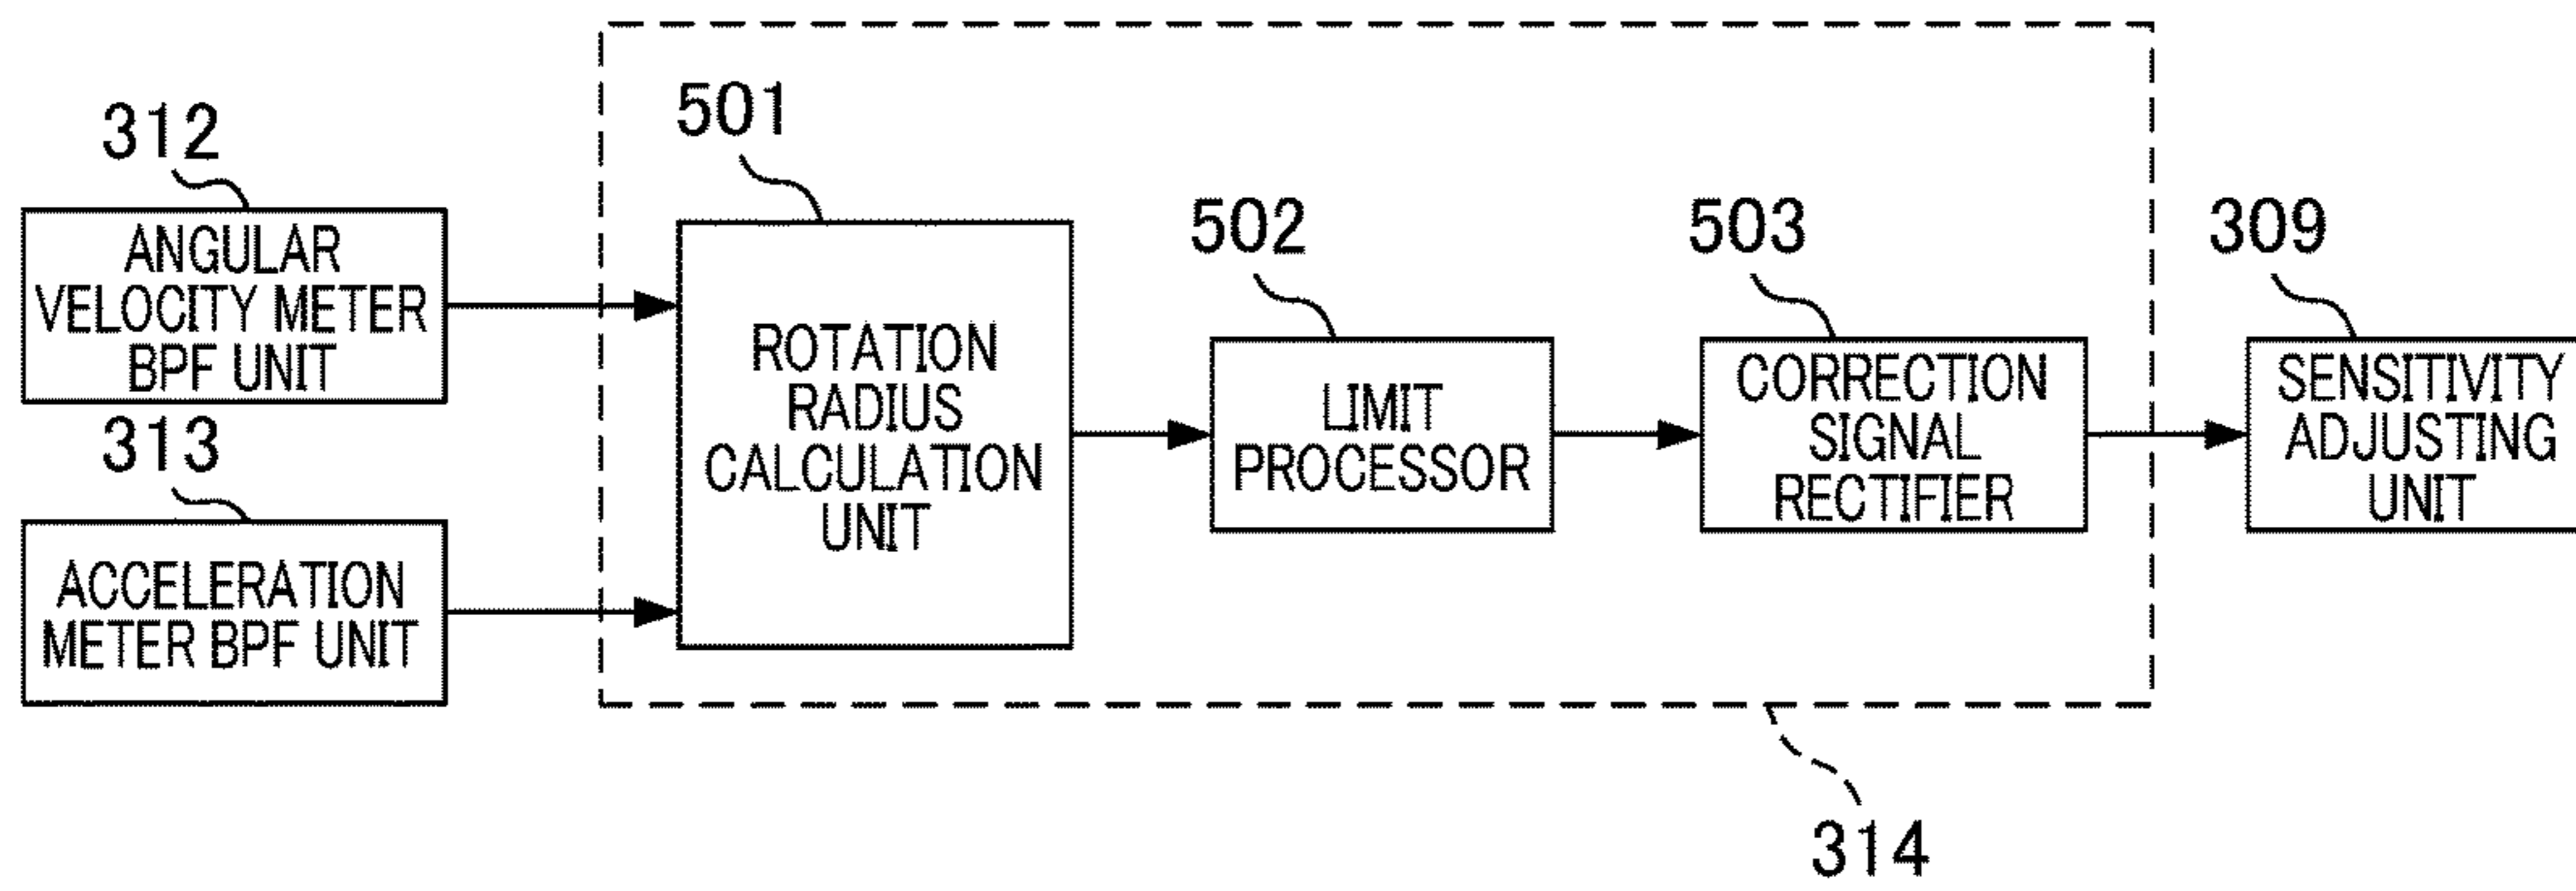 312
ANGULAR
VELOCITY METER
BPF UNIT
313
ACCELERATION
METER BPF UNIT
501
ROTATION
RADIUS
CALCULATION
UNIT
502
LIMIT
PROCESSOR
503
CORRECTION
SIGNAL
RECTIFIER
309
SENSITIVITY
ADJUSTING
UNIT
314